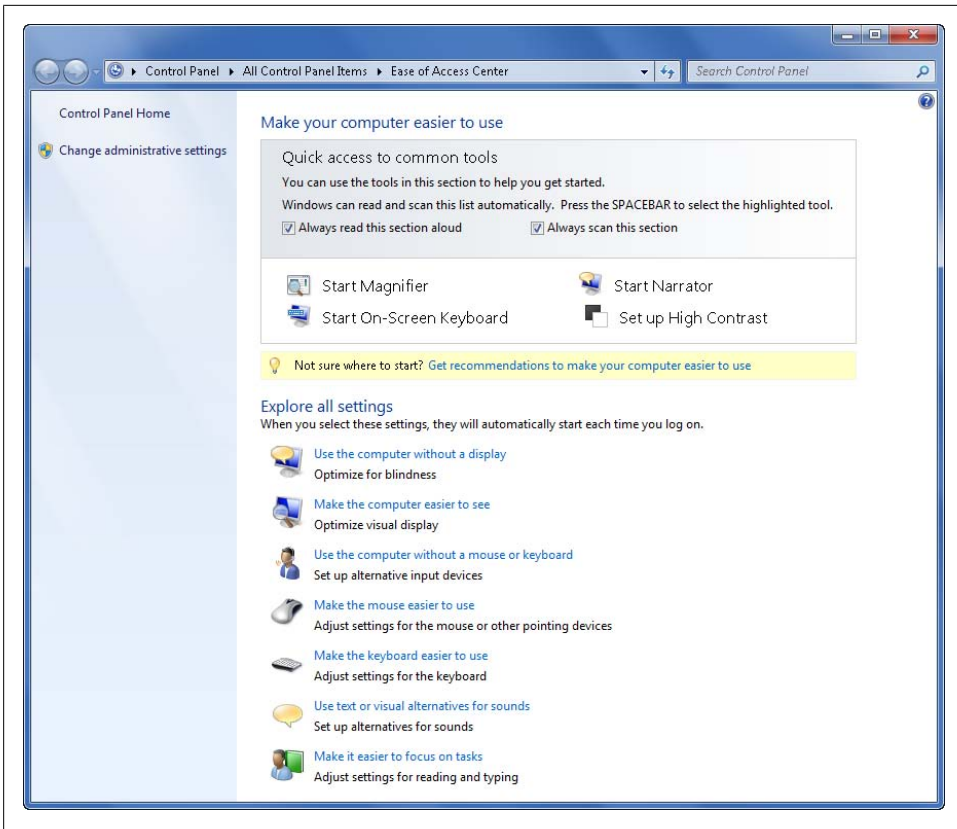 Control Panel ▸ All Control Panel Items ▸ Ease of Access Center
Search Control Panel
Control Panel Home
Change administrative settings
Make your computer easier to use
Quick access to common tools
You can use the tools in this section to help you get started.
Windows can read and scan this list automatically. Press the SPACEBAR to select the highlighted tool.
Always read this section aloud Always scan this section
Start Magnifier Start Narrator
Start On-Screen Keyboard Set up High Contrast
Not sure where to start? Get recommendations to make your computer easier to use
Explore all settings
When you select these settings, they will automatically start each time you log on.
Use the computer without a display
Optimize for blindness
Make the computer easier to see
Optimize visual display
Use the computer without a mouse or keyboard
Set up alternative input devices
Make the mouse easier to use
Adjust settings for the mouse or other pointing devices
Make the keyboard easier to use
Adjust settings for the keyboard
Use text or visual alternatives for sounds
Set up alternatives for sounds
Make it easier to focus on tasks
Adjust settings for reading and typing